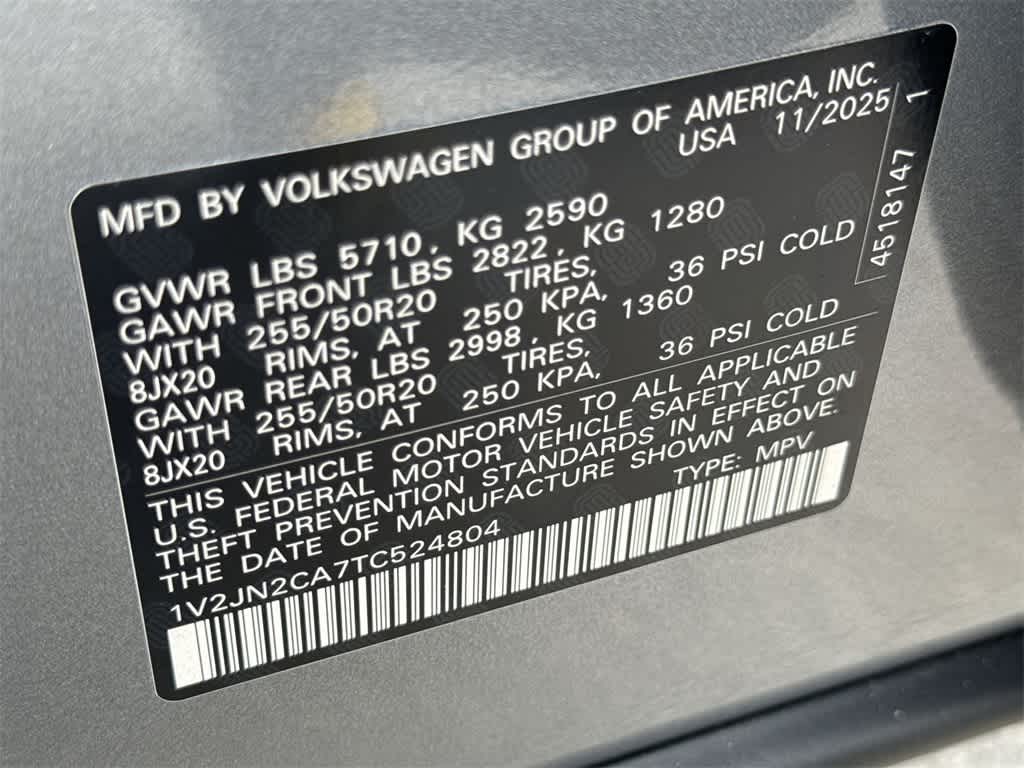 MFD BY VOLKSWAGEN GROUP OF AMERICA, INC.
USA 11/2025
GVWR LBS 5710, KG 2590
GAWR FRONT LBS 2822, KG 1280
WITH 255/50R20 TIRES,
8JX20 RIMS, AT 250 KPA, 36 PSI COLD
GAWR REAR LBS 2998, KG 1360
WITH 255/50R20 TIRES,
8JX20 RIMS, AT 250 KPA, 36 PSI COLD
THIS VEHICLE CONFORMS TO ALL APPLICABLE
U.S. FEDERAL MOTOR VEHICLE SAFETY AND
THEFT PREVENTION STANDARDS IN EFFECT ON
THE DATE OF MANUFACTURE SHOWN ABOVE.
1V2JN2CA7TC524804 TYPE: MPV
4518147 1